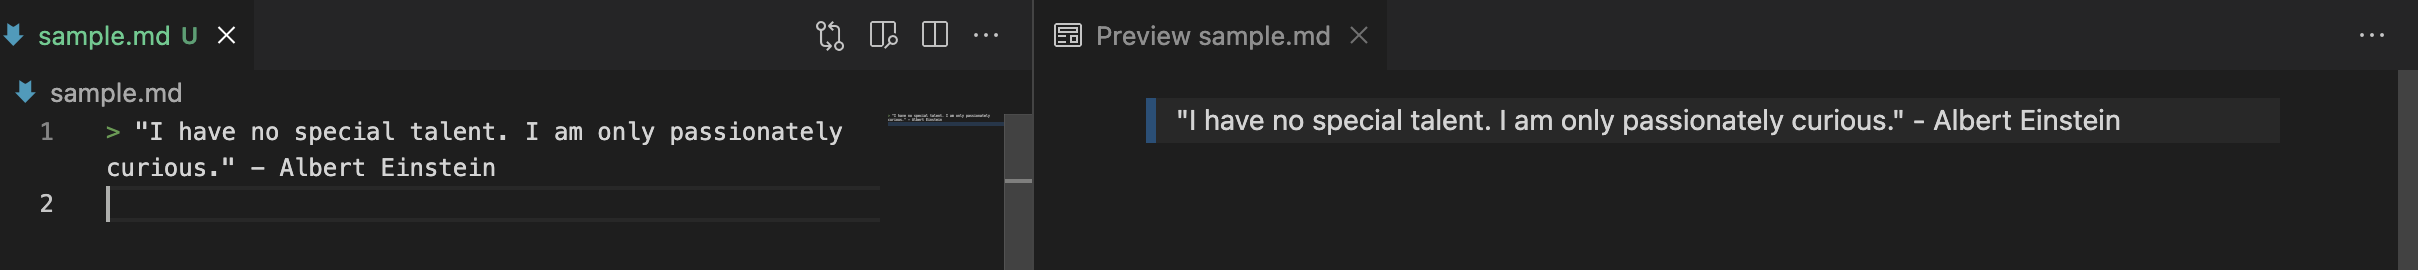 sample.md U
Preview sample.md
sample.md
1 > "I have no special talent. I am only passionately
curious." - Albert Einstein
2
"I have no special talent. I am only passionately curious." - Albert Einstein